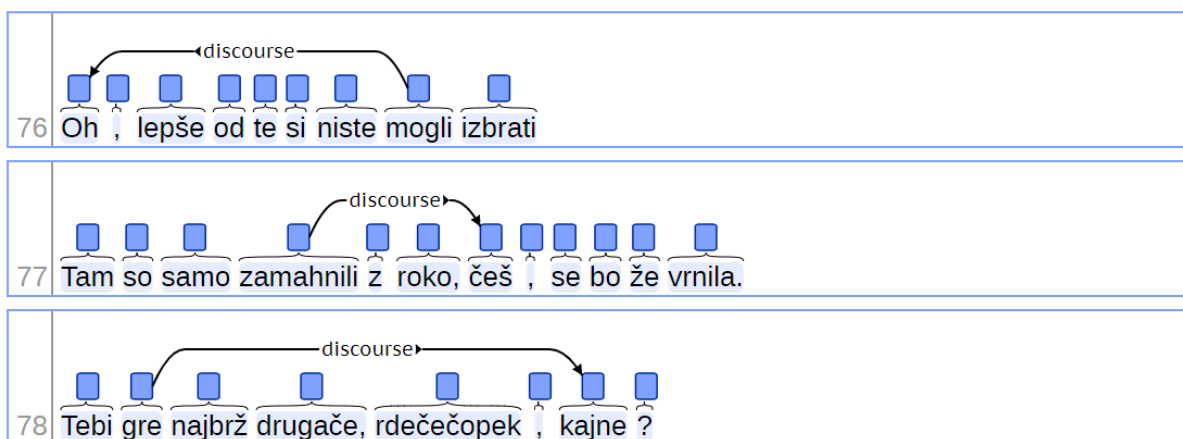 discourse
76 Oh , lepše od te si niste mogli izbrati
discourse
77 Tam so samo zamahnili z roko, češ , se bo že vrnila.
discourse
78 Tebi gre najbrž drugače, rdečečopek , kajne ?